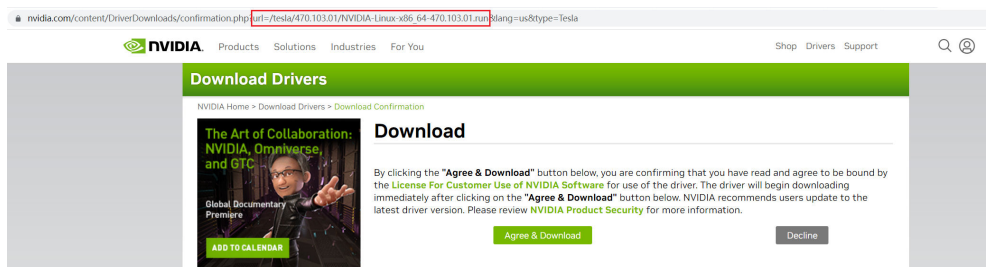 nvidia.com/content/DriverDownloads/confirmation.php?url=/tesla/470.103.01/NVIDIA-Linux-x86_64-470.103.01.run&lang=us&type=Tesla
NVIDIA. Products Solutions Industries For You Shop Drivers Support
Download Drivers
NVIDIA Home > Download Drivers > Download Confirmation
The Art of Collaboration:
NVIDIA, Omniverse,
and GTC
Global Documentary
Premiere
ADD TO CALENDAR
Download
By clicking the "Agree & Download" button below, you are confirming that you have read and agree to be bound by
the License For Customer Use of NVIDIA Software for use of the driver. The driver will begin downloading
immediately after clicking on the "Agree & Download" button below. NVIDIA recommends users update to the
latest driver version. Please review NVIDIA Product Security for more information.
Agree & Download Decline